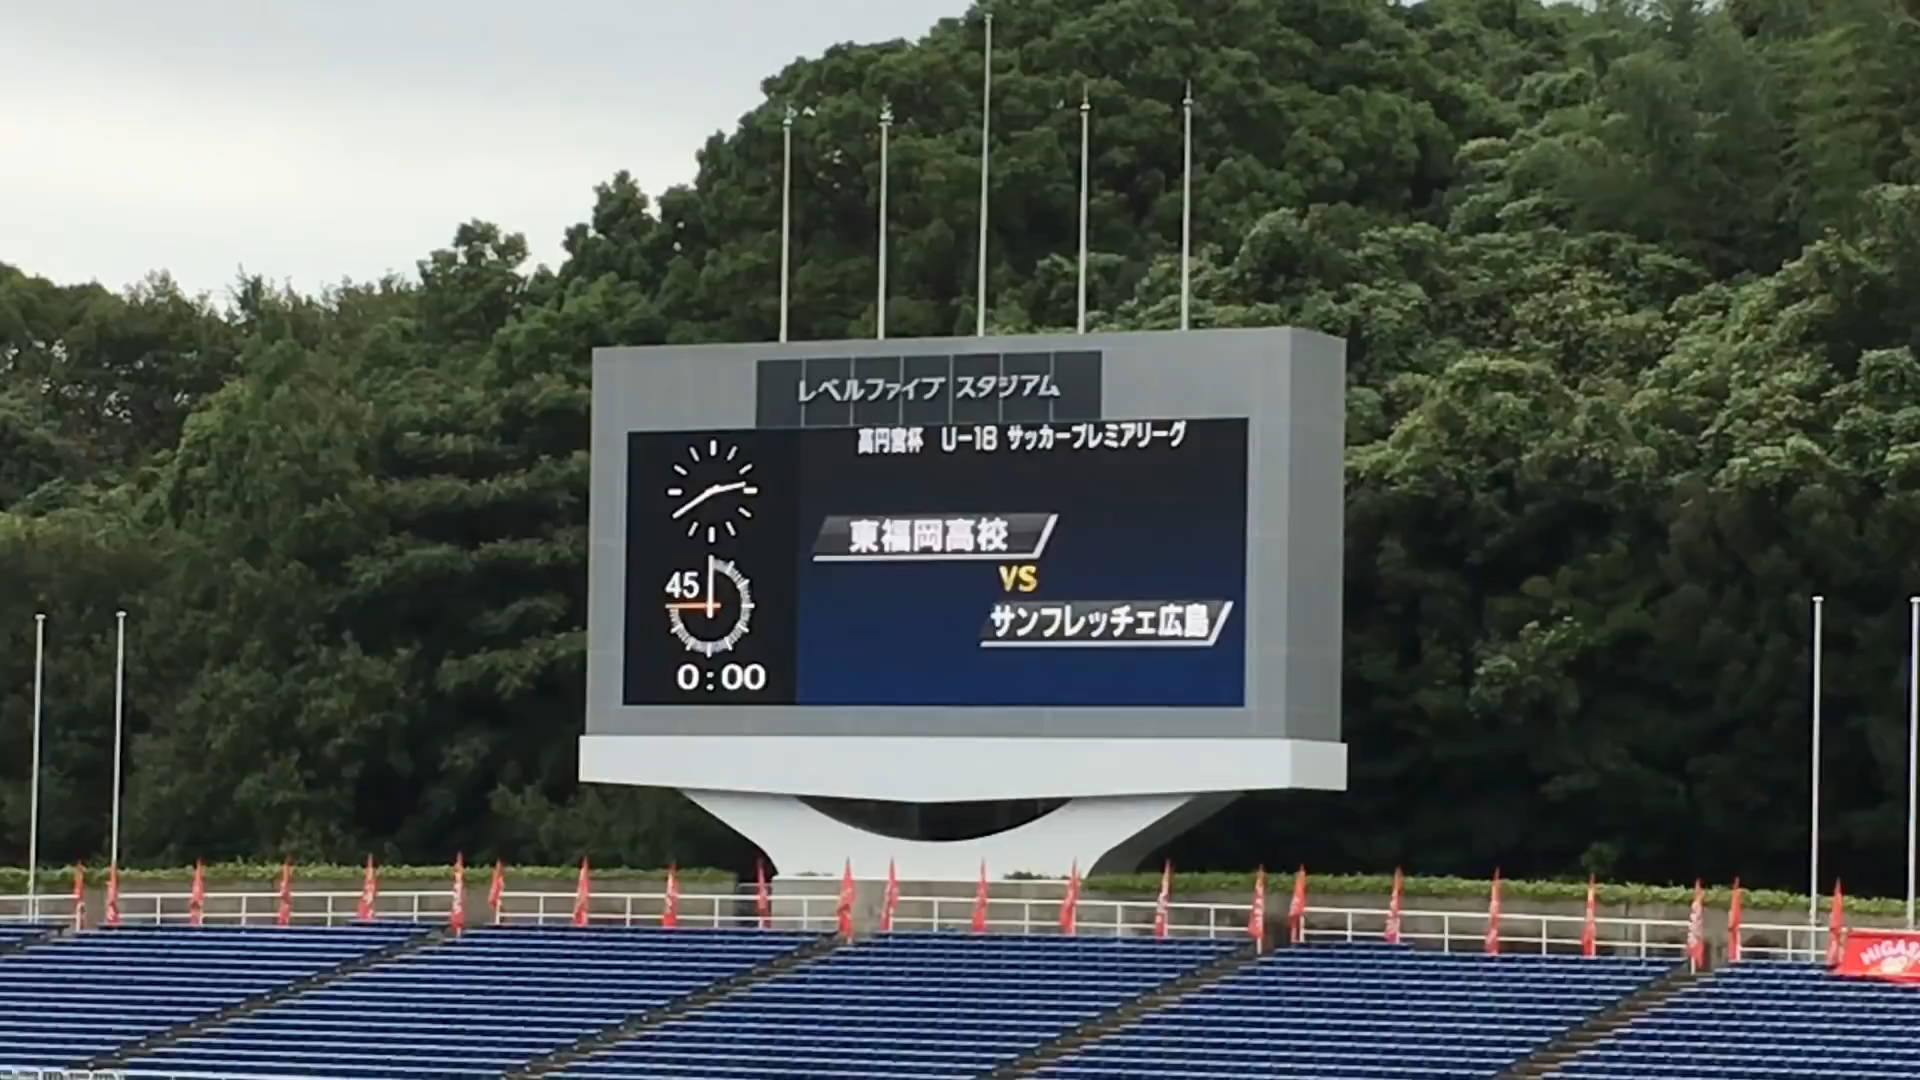 レベルファイブ スタジアム
高円宮杯 U-18 サッカープレミアリーグ
東福岡高校
VS
サンフレッチェ広島
45
0:00
HIGAS